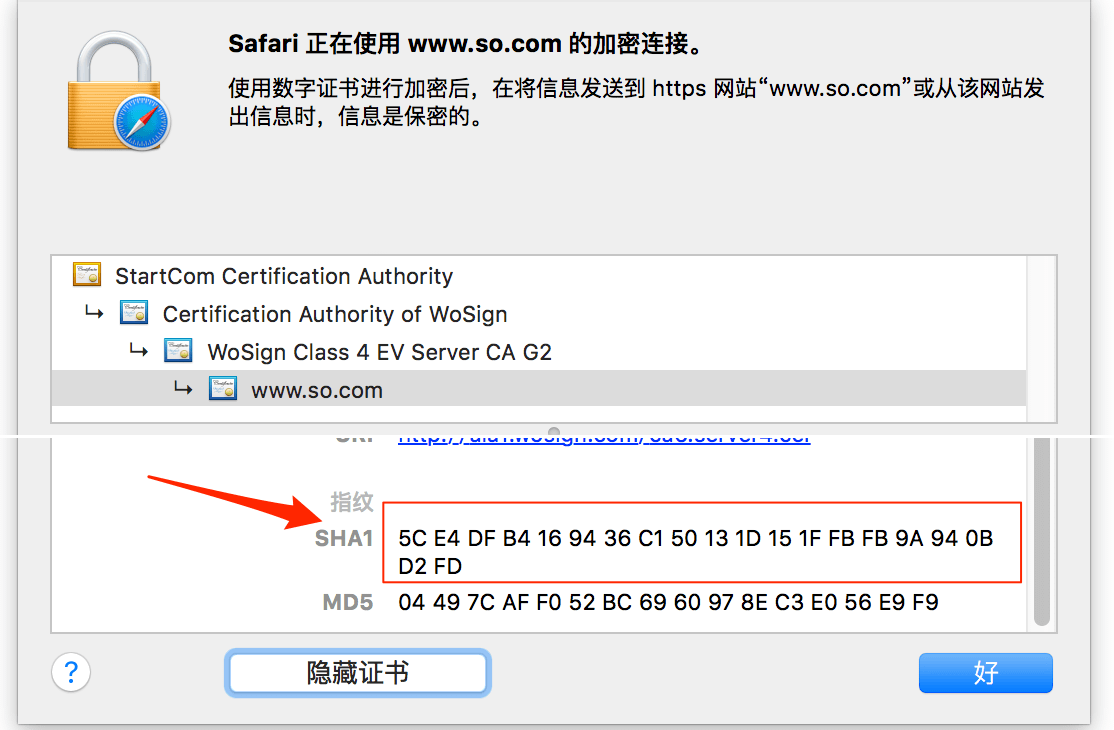 Safari 正在使用 www.so.com 的加密连接。
使用数字证书进行加密后，在将信息发送到 https 网站“www.so.com”或从该网站发
出信息时，信息是保密的。
StartCom Certification Authority
Certification Authority of WoSign
WoSign Class 4 EV Server CA G2
www.so.com
指纹
SHA1 5C E4 DF B4 16 94 36 C1 50 13 1D 15 1F FB FB 9A 94 0B
D2 FD
MD5 04 49 7C AF F0 52 BC 69 60 97 8E C3 E0 56 E9 F9
? 隐藏证书 好